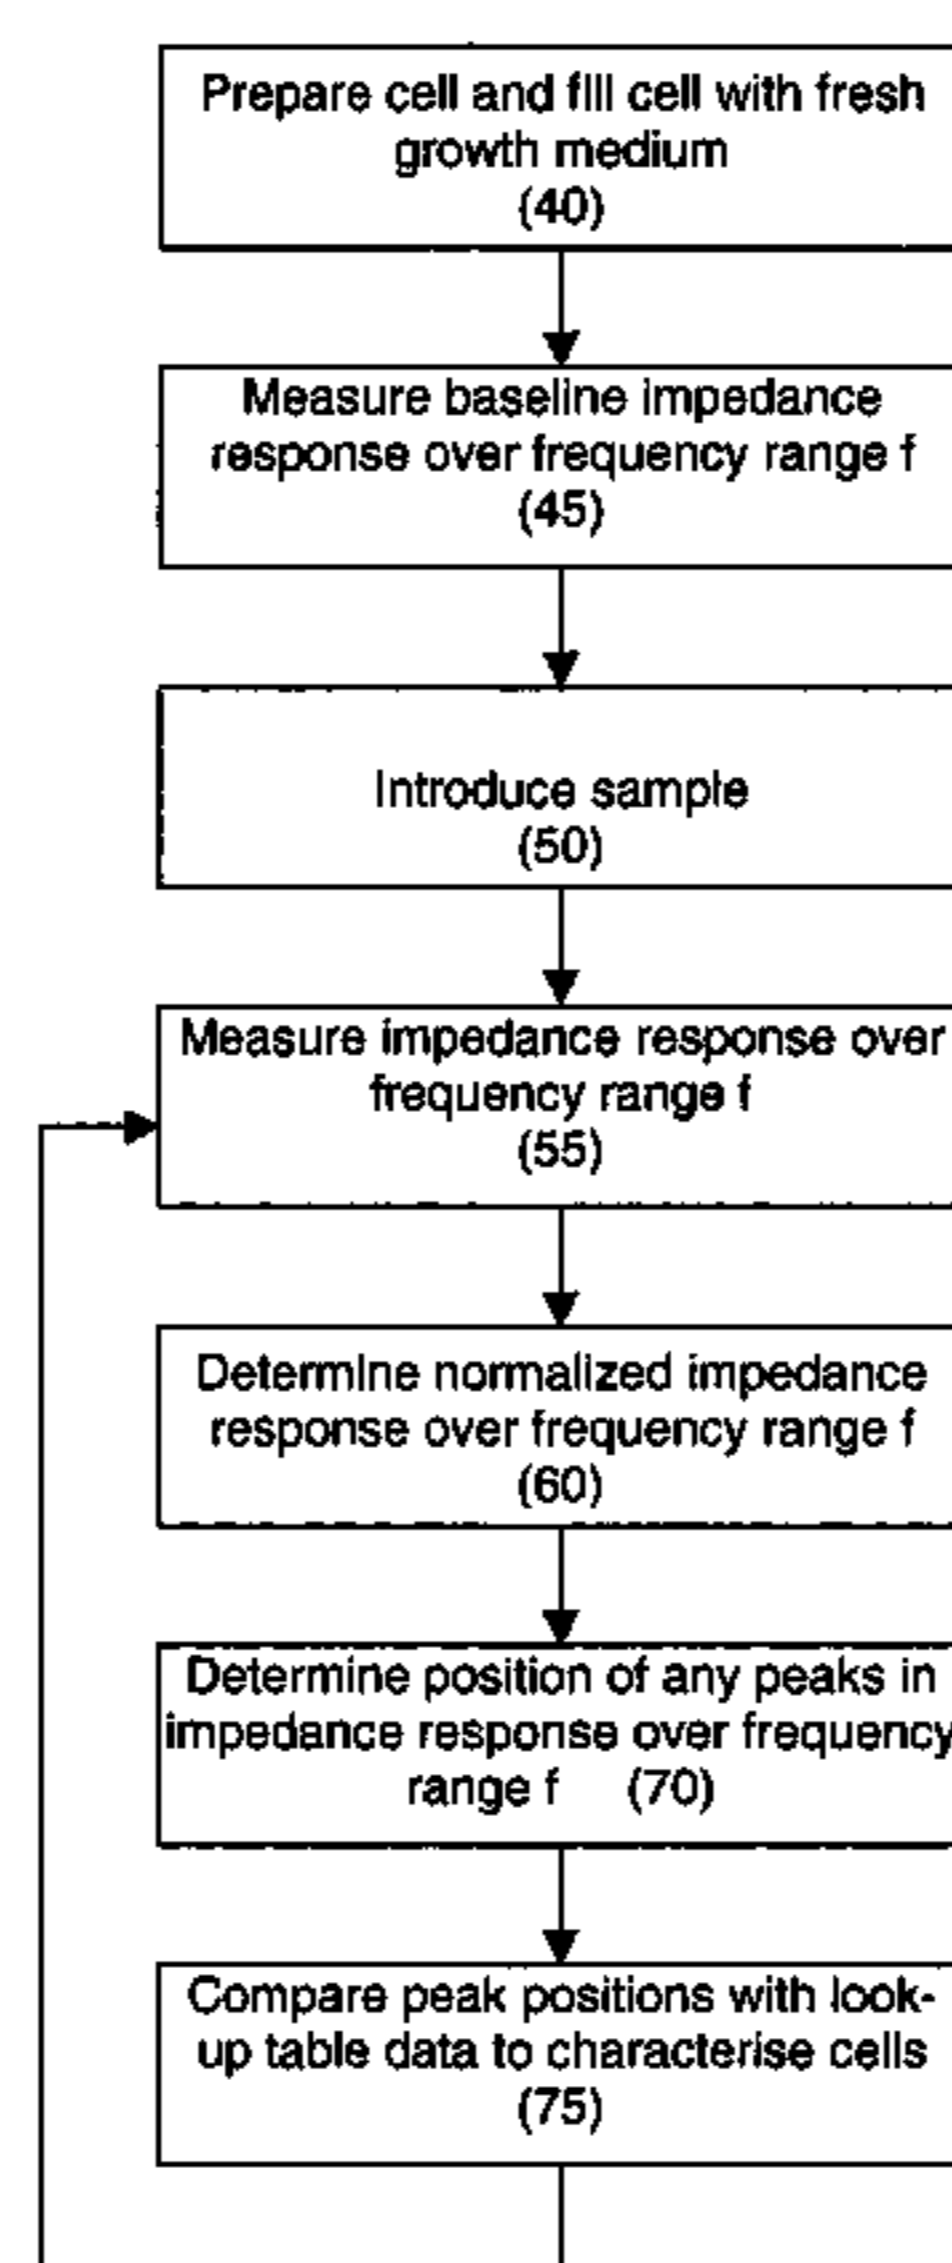 Prepare cell and fill cell with fresh
growth medium
(40)
Measure baseline impedance
response over frequency range f
(45)
Introduce sample
(50)
Measure impedance response over
frequency range f
(55)
Determine normalized impedance
response over frequency range f
(60)
Determine position of any peaks in
impedance response over frequency
range f (70)
Compare peak positions with look-
up table data to characterise cells
(75)